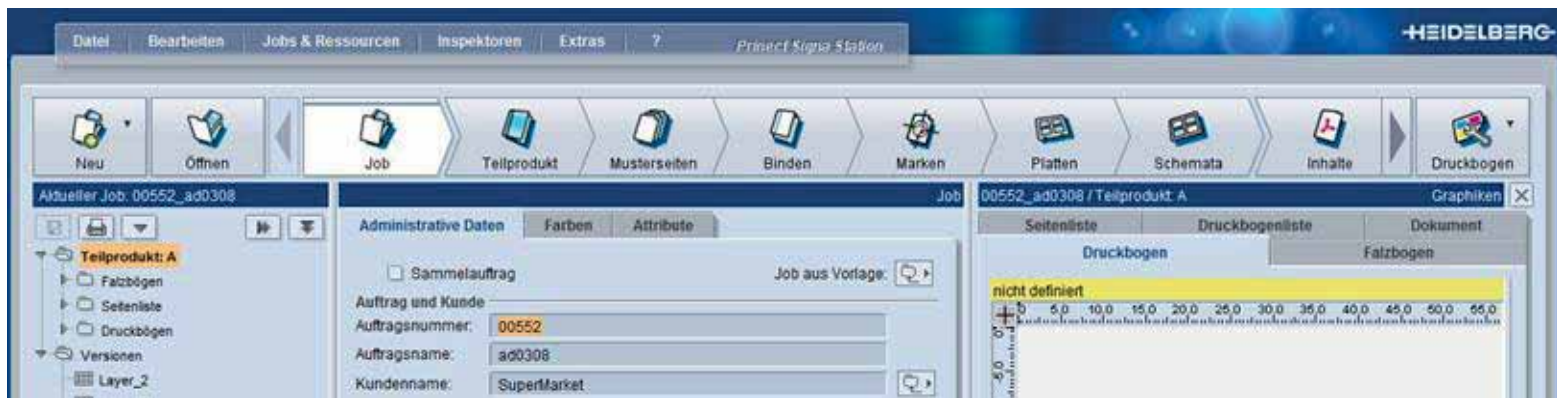 Datei Bearbeiten Jobs & Ressourcen Inspektoren Extras ? Prinect Signa Station HEIDELBERG
Neu Öffnen Job Teilprodukt Musterseiten Binden Marken Platten Schemata Inhalte Druckbogen
Aktueller Job: 00552_ad0308
Teilprodukt: A
Falzbögen
Seitenliste
Druckbögen
Versionen
Layer_2
Job
Administrative Daten Farben Attribute
Sammelauftrag Job aus Vorlage:
Auftrag und Kunde
Auftragsnummer: 00552
Auftragsname: ad0308
Kundenname: SuperMarket
00552_ad0308 / Teilprodukt: A Graphiken
Seitenliste Druckbogenliste Dokument
Druckbogen Falzbogen
nicht definiert
0 5,0 10,0 15,0 20,0 25,0 30,0 35,0 40,0 45,0 50,0 55,0
0
-5,0